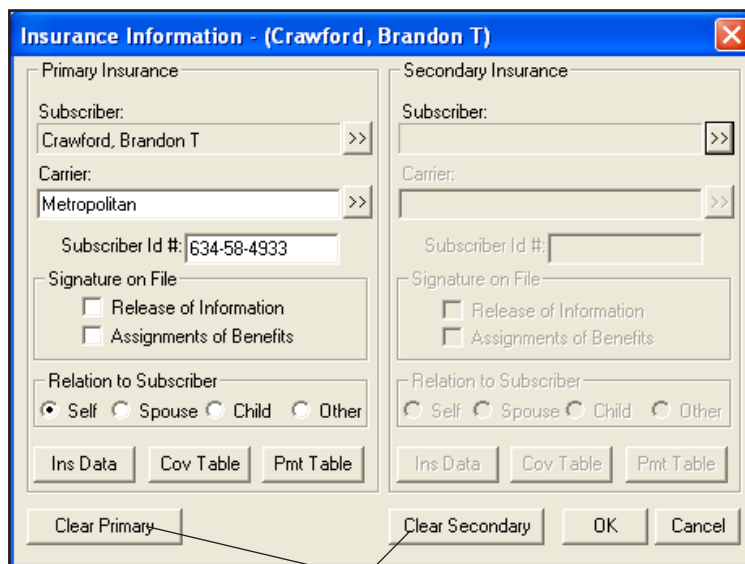 Insurance Information - (Crawford, Brandon T)
Primary Insurance
Subscriber:
Crawford, Brandon T >>
Carrier:
Metropolitan >>
Subscriber Id #: 634-58-4933
Signature on File
Release of Information
Assignments of Benefits
Relation to Subscriber
Self Spouse Child Other
Ins Data Cov Table Pmt Table
Clear Primary
Secondary Insurance
Subscriber:
>>
Carrier:
>>
Subscriber Id #:
Signature on File
Release of Information
Assignments of Benefits
Relation to Subscriber
Self Spouse Child Other
Ins Data Cov Table Pmt Table
Clear Secondary OK Cancel